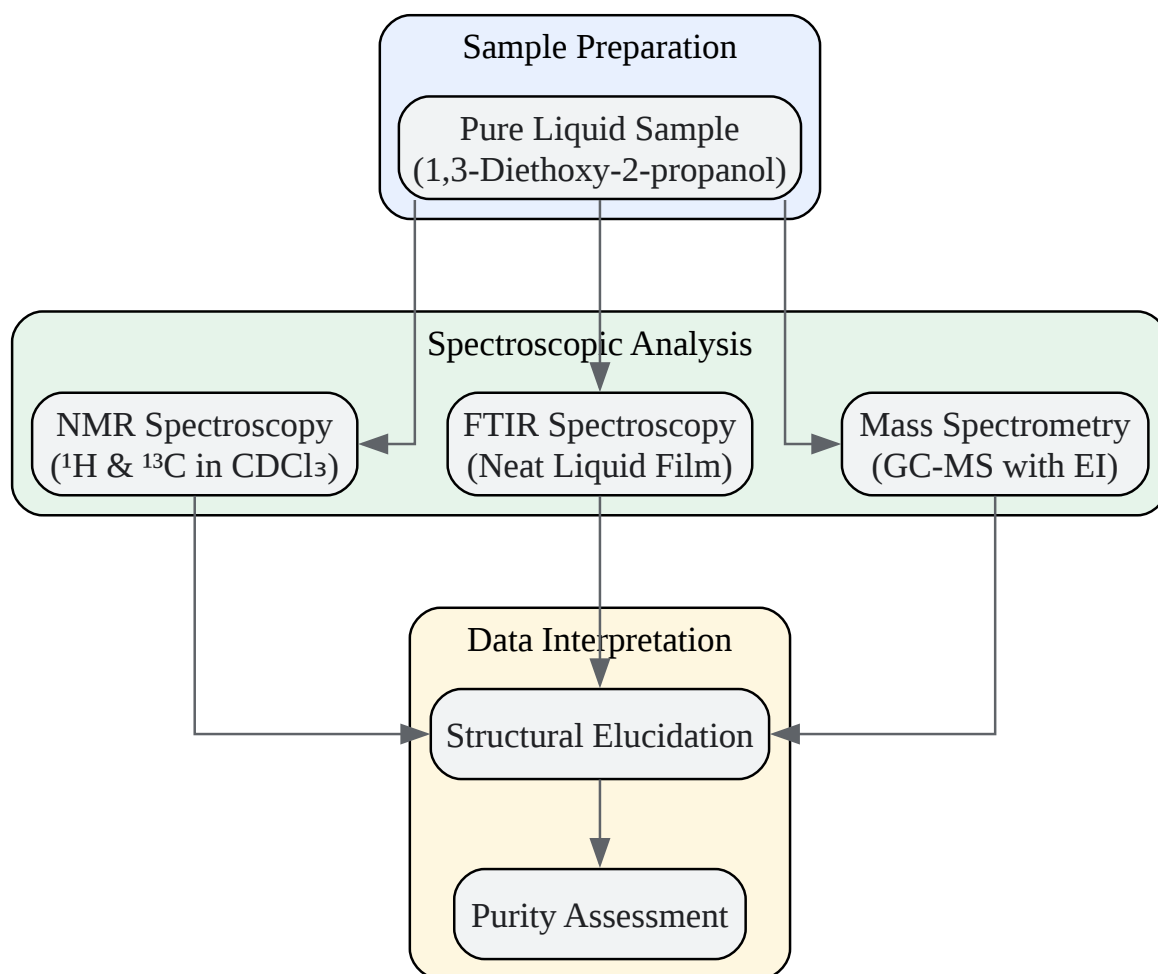 Sample Preparation
Pure Liquid Sample
(1,3-Diethoxy-2-propanol)
Spectroscopic Analysis
NMR Spectroscopy
(¹H & ¹³C in CDCl₃)
FTIR Spectroscopy
(Neat Liquid Film)
Mass Spectrometry
(GC-MS with EI)
Data Interpretation
Structural Elucidation
Purity Assessment